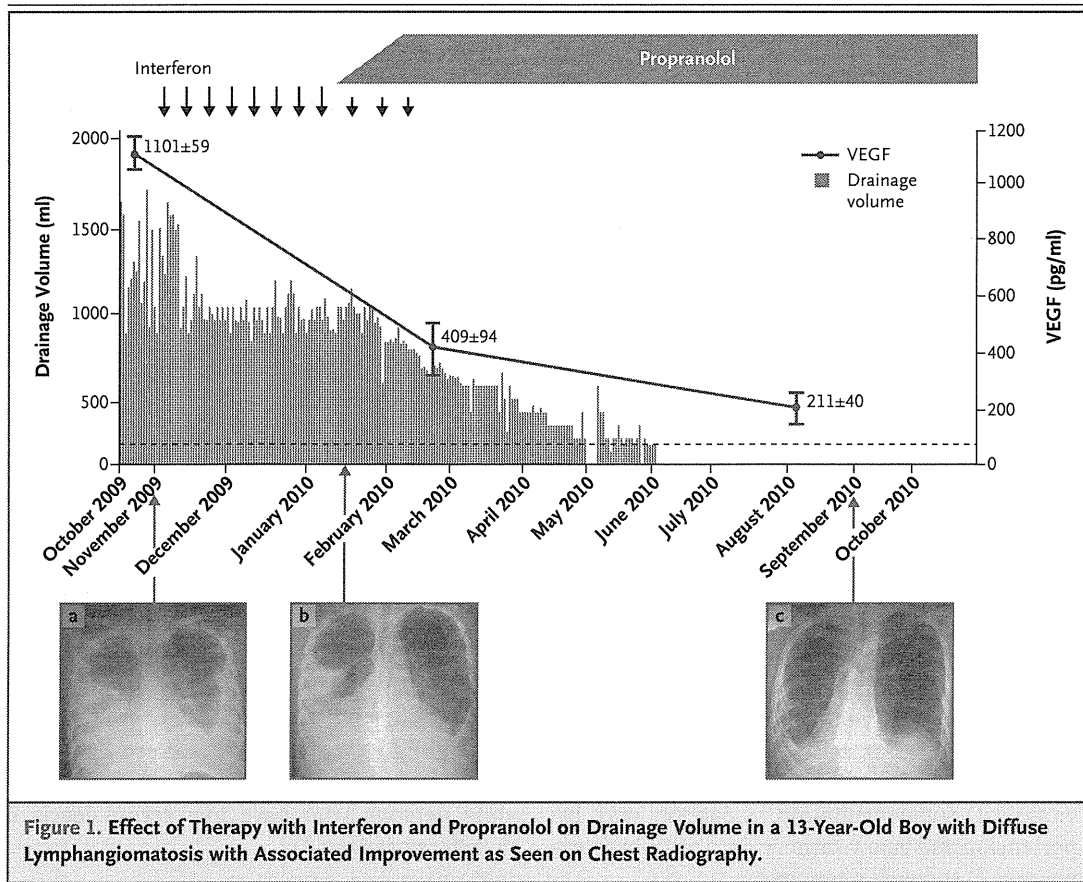 Propranolol
Interferon
2000
1500
1000
500
0
Drainage Volume (ml)
1101±59
409±94
211±40
VEGF
Drainage
volume
1200
1000
800
600
400
200
0
VEGF (pg/ml)
October 2009
November 2009
December 2009
January 2010
February 2010
March 2010
April 2010
May 2010
June 2010
July 2010
August 2010
September 2010
October 2010
a
b
c
Figure 1. Effect of Therapy with Interferon and Propranolol on Drainage Volume in a 13-Year-Old Boy with Diffuse
Lymphangiomatosis with Associated Improvement as Seen on Chest Radiography.